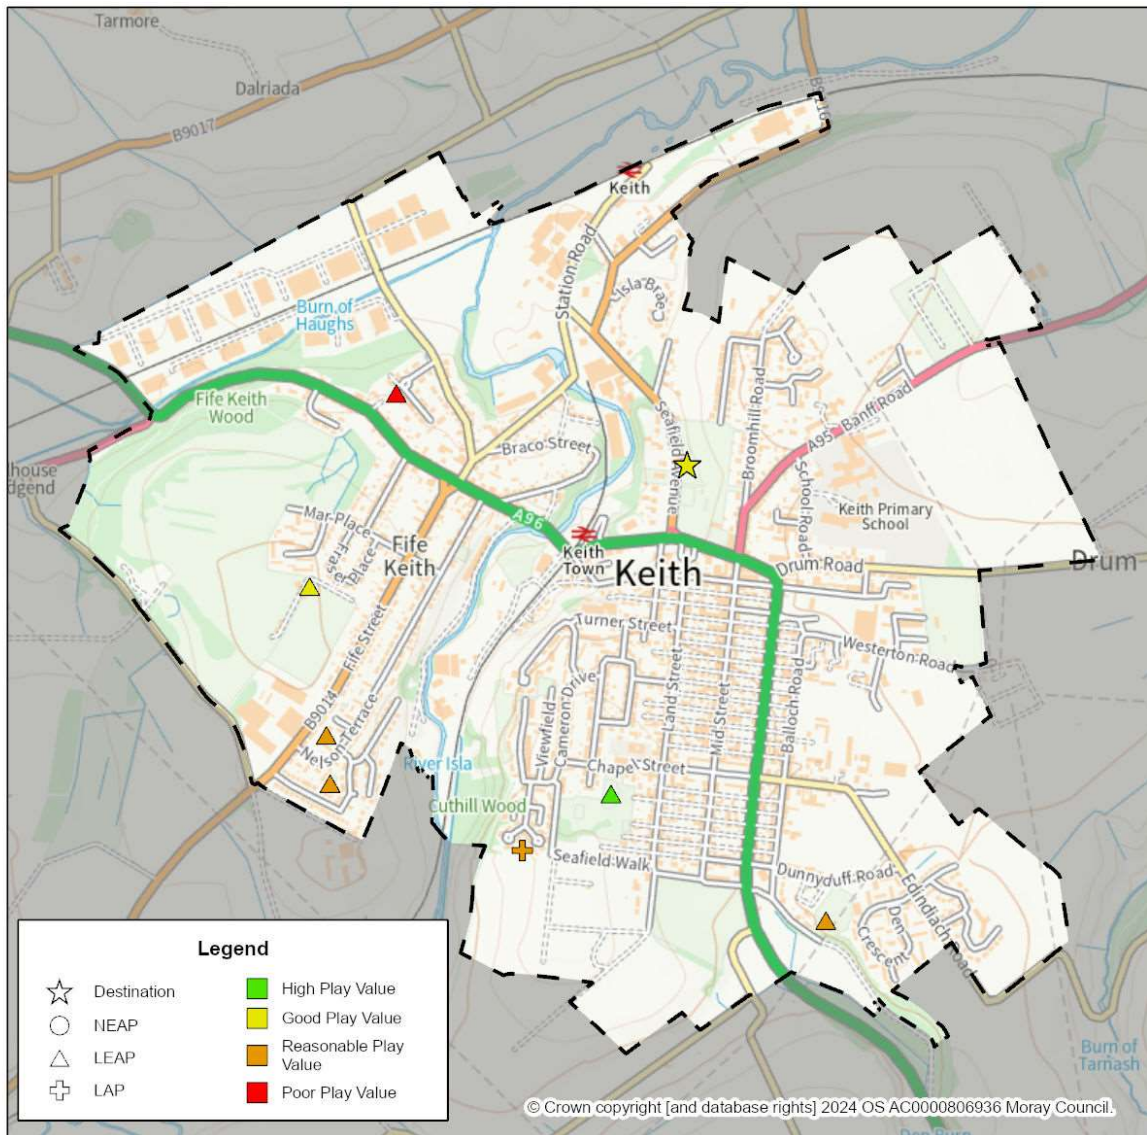 Tarmore
Dalriada
B9017
Keith
Station Road
Isla Brae
Burn of
Haughs
Fife Keith
Wood
Braco Street
Seafield Avenue
Broomhill Road
A95 Banff Road
School Road
Keith Primary
School
A96
Mar Place
Place
Fife
Keith
Keith
Town
Keith
Drum Road
Drum
Turner Street
Westerton Road
Fife Street
B9014
Nelson Terrace
Viewfield
Cameron Drive
Land Street
Mid Street
Balloch Road
River Isla
Chapel Street
Cuthill Wood
Seafield Walk
Dunnyduff Road
Edindiach Road
Den
Crescent
Burn of
Tarnash
Legend
Destination
NEAP
LEAP
LAP
High Play Value
Good Play Value
Reasonable Play
Value
Poor Play Value
© Crown copyright [and database rights] 2024 OS AC0000806936 Moray Council.